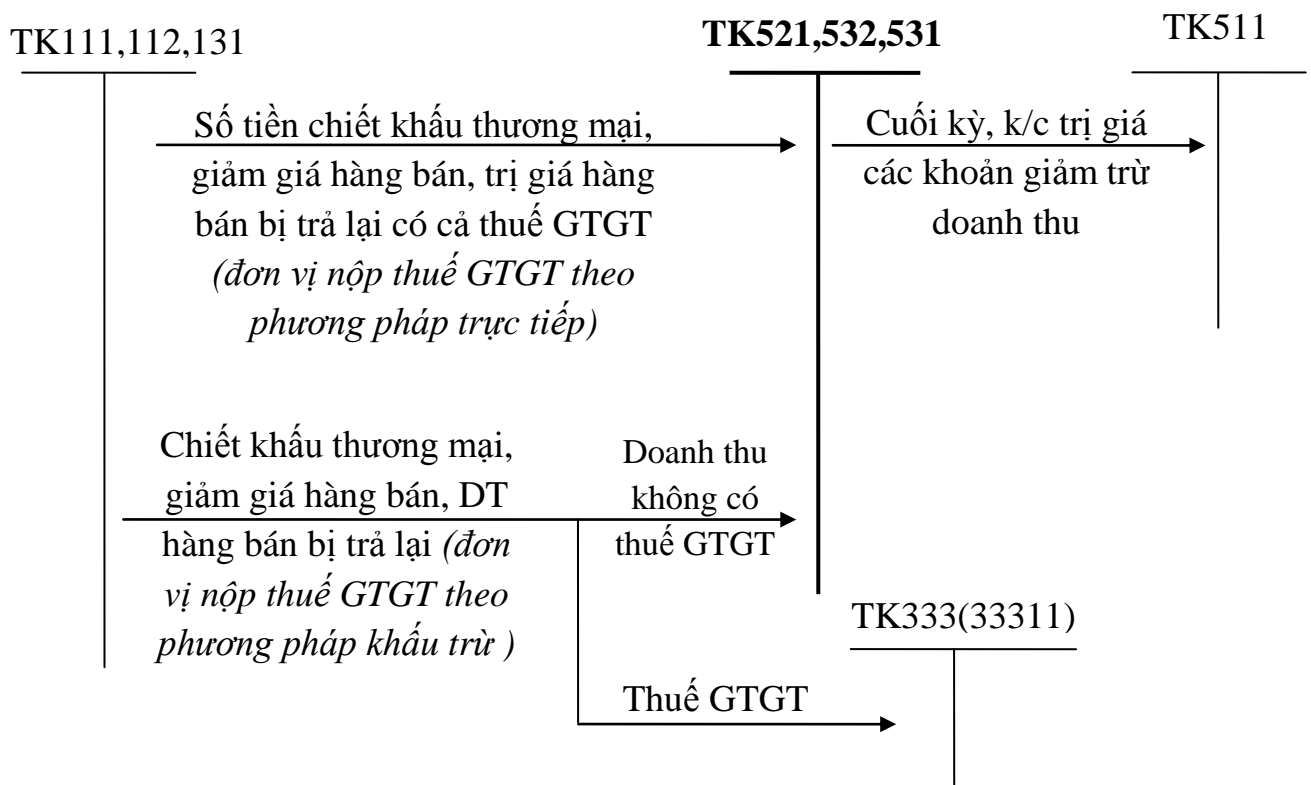 TK111,112,131
TK521,532,531
TK511
Số tiền chiết khấu thương mại,
giảm giá hàng bán, trị giá hàng
bán bị trả lại có cả thuế GTGT
(đơn vị nộp thuế GTGT theo
phương pháp trực tiếp)
Cuối kỳ, k/c trị giá
các khoản giảm trừ
doanh thu
Chiết khấu thương mại,
giảm giá hàng bán, DT
hàng bán bị trả lại (đơn
vị nộp thuế GTGT theo
phương pháp khấu trừ )
Doanh thu
không có
thuế GTGT
TK333(33311)
Thuế GTGT